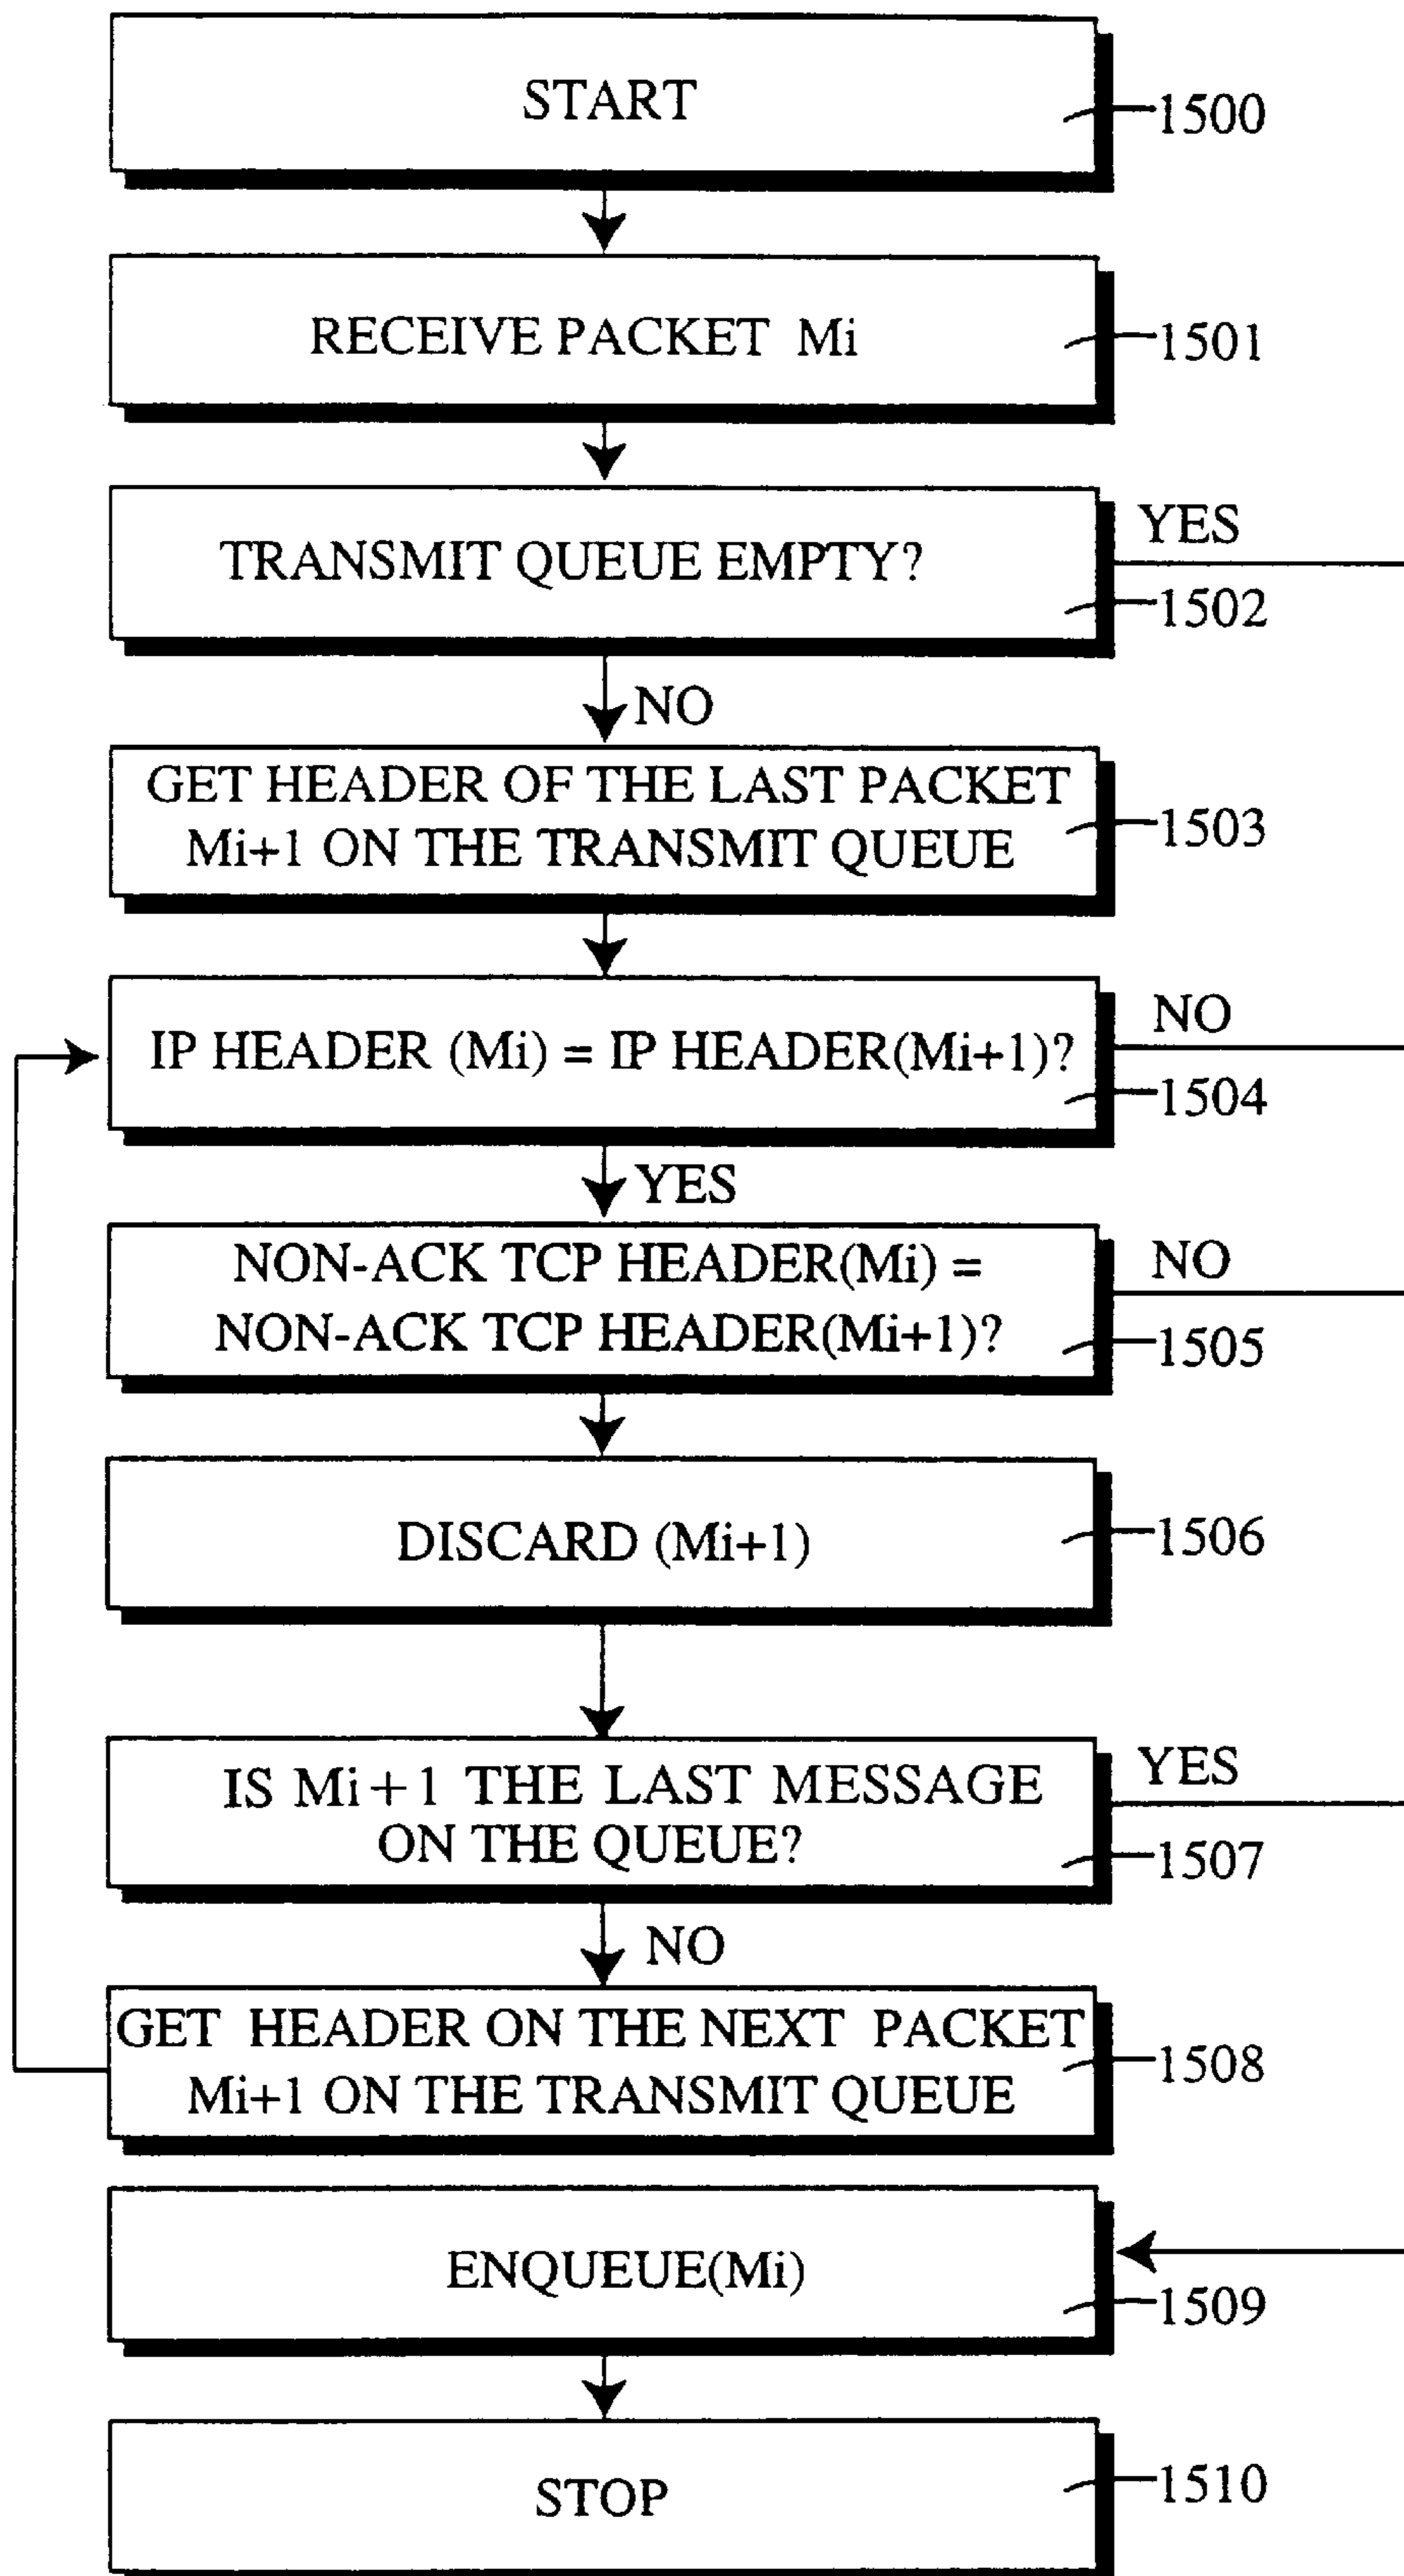 START
1500
RECEIVE PACKET Mi
1501
TRANSMIT QUEUE EMPTY?
YES
1502
NO
GET HEADER OF THE LAST PACKET
Mi+1 ON THE TRANSMIT QUEUE
1503
IP HEADER (Mi) = IP HEADER(Mi+1)?
NO
1504
YES
NON-ACK TCP HEADER(Mi) =
NON-ACK TCP HEADER(Mi+1)?
NO
1505
DISCARD (Mi+1)
1506
IS Mi+1 THE LAST MESSAGE
ON THE QUEUE?
YES
1507
NO
GET HEADER ON THE NEXT PACKET
Mi+1 ON THE TRANSMIT QUEUE
1508
ENQUEUE(Mi)
1509
STOP
1510